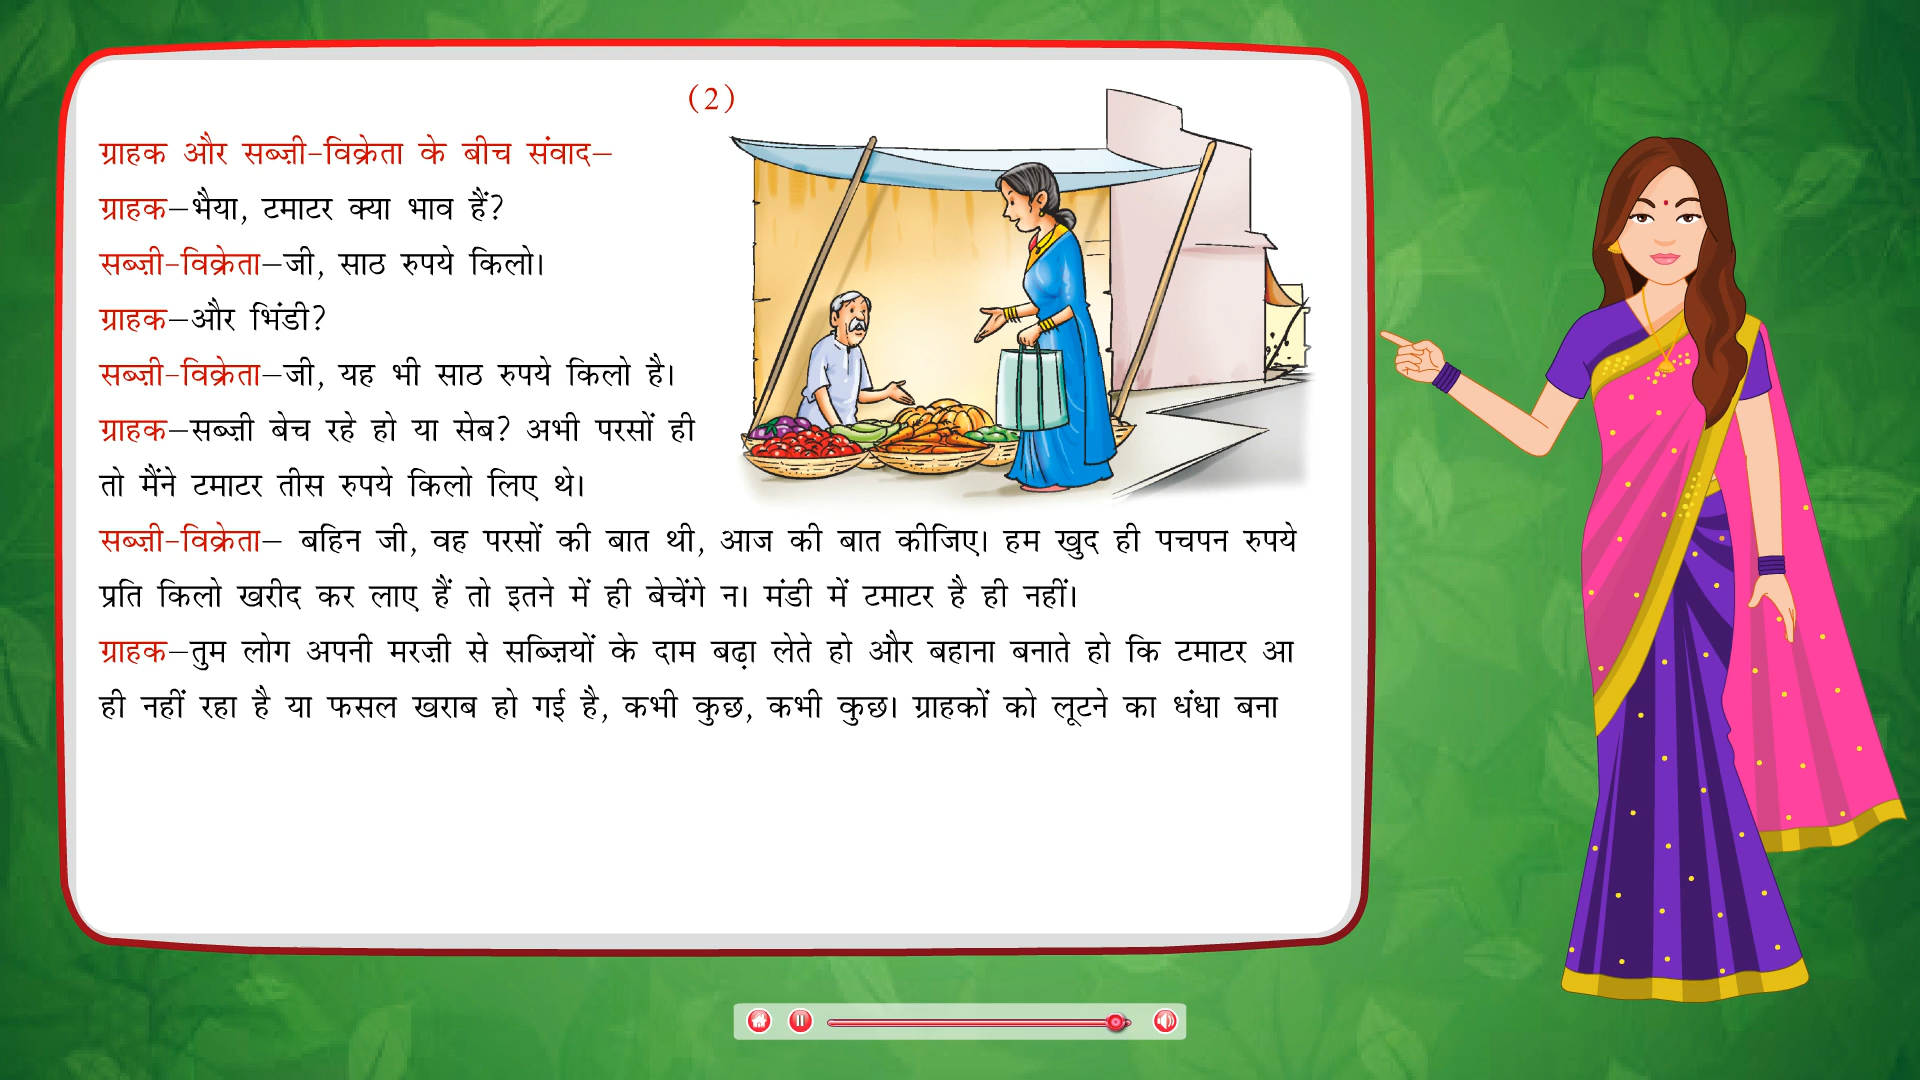 (2)
ग्राहक और सब्ज़ी-विक्रेता के बीच संवाद–
ग्राहक–भैया, टमाटर क्या भाव हैं?
सब्ज़ी-विक्रेता–जी, साठ रुपये किलो।
ग्राहक–और भिंडी?
सब्ज़ी-विक्रेता–जी, यह भी साठ रुपये किलो है।
ग्राहक–सब्ज़ी बेच रहे हो या सेब? अभी परसों ही
तो मैंने टमाटर तीस रुपये किलो लिए थे।
सब्ज़ी-विक्रेता– बहिन जी, वह परसों की बात थी, आज की बात कीजिए। हम खुद ही पचपन रुपये
प्रति किलो खरीद कर लाए हैं तो इतने में ही बेचेंगे न। मंडी में टमाटर है ही नहीं।
ग्राहक–तुम लोग अपनी मरज़ी से सब्ज़ियों के दाम बढ़ा लेते हो और बहाना बनाते हो कि टमाटर आ
ही नहीं रहा है या फसल खराब हो गई है, कभी कुछ, कभी कुछ। ग्राहकों को लूटने का धंधा बना